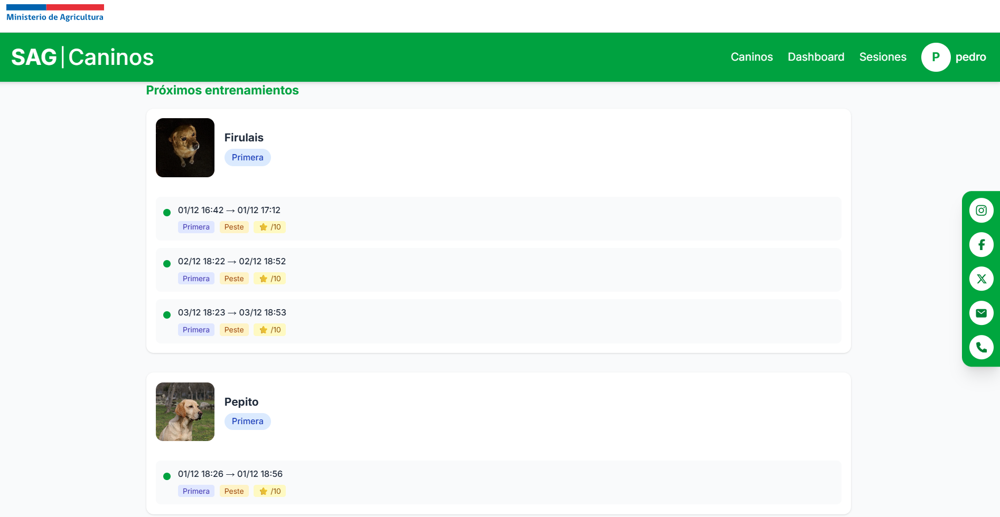 Ministerio de Agricultura
SAG|Caninos
Caninos Dashboard Sesiones P pedro
Próximos entrenamientos
Firulais
Primera
01/12 16:42 → 01/12 17:12
Primera Peste ⭐ /10
02/12 18:22 → 02/12 18:52
Primera Peste ⭐ /10
03/12 18:23 → 03/12 18:53
Primera Peste ⭐ /10
Pepito
Primera
01/12 18:26 → 01/12 18:56
Primera Peste ⭐ /10